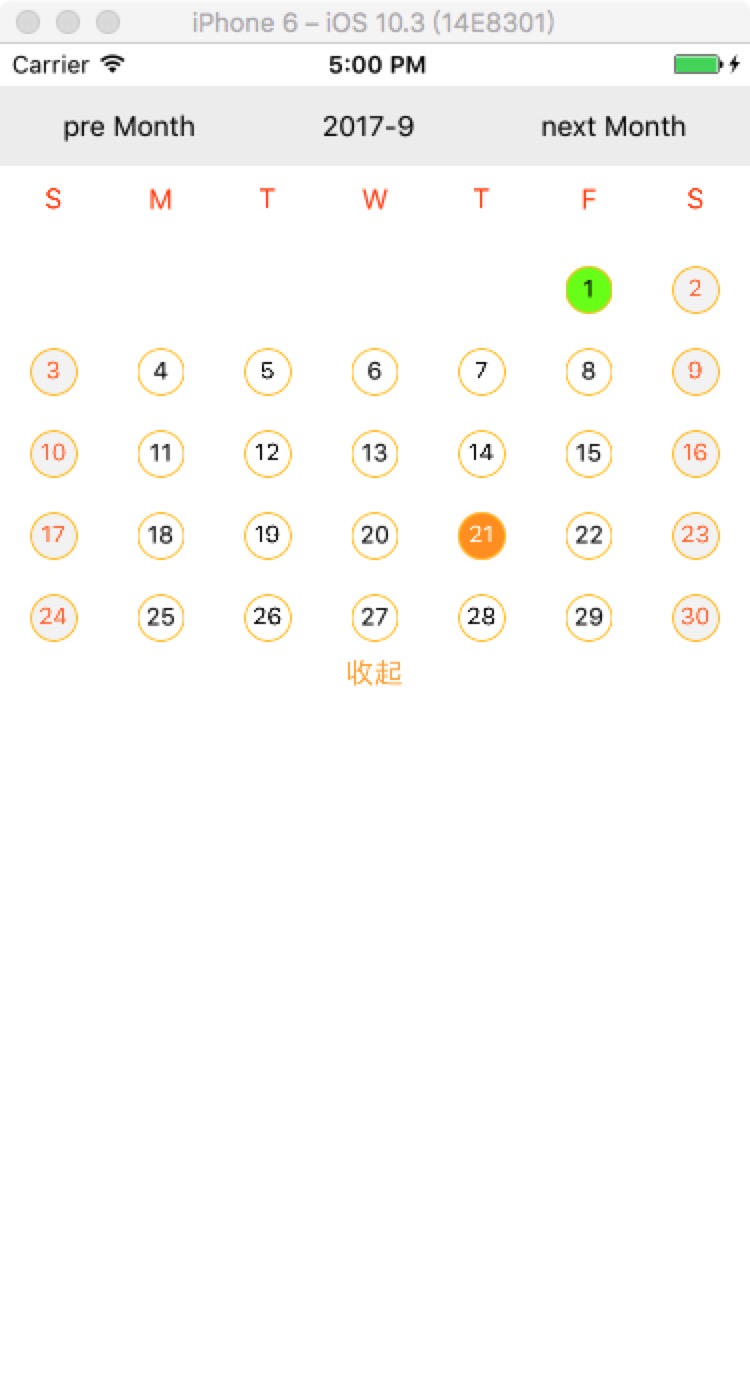 iPhone 6 – iOS 10.3 (14E8301)
Carrier 5:00 PM
pre Month 2017-9 next Month
S M T W T F S
1 2
3 4 5 6 7 8 9
10 11 12 13 14 15 16
17 18 19 20 21 22 23
24 25 26 27 28 29 30
收起